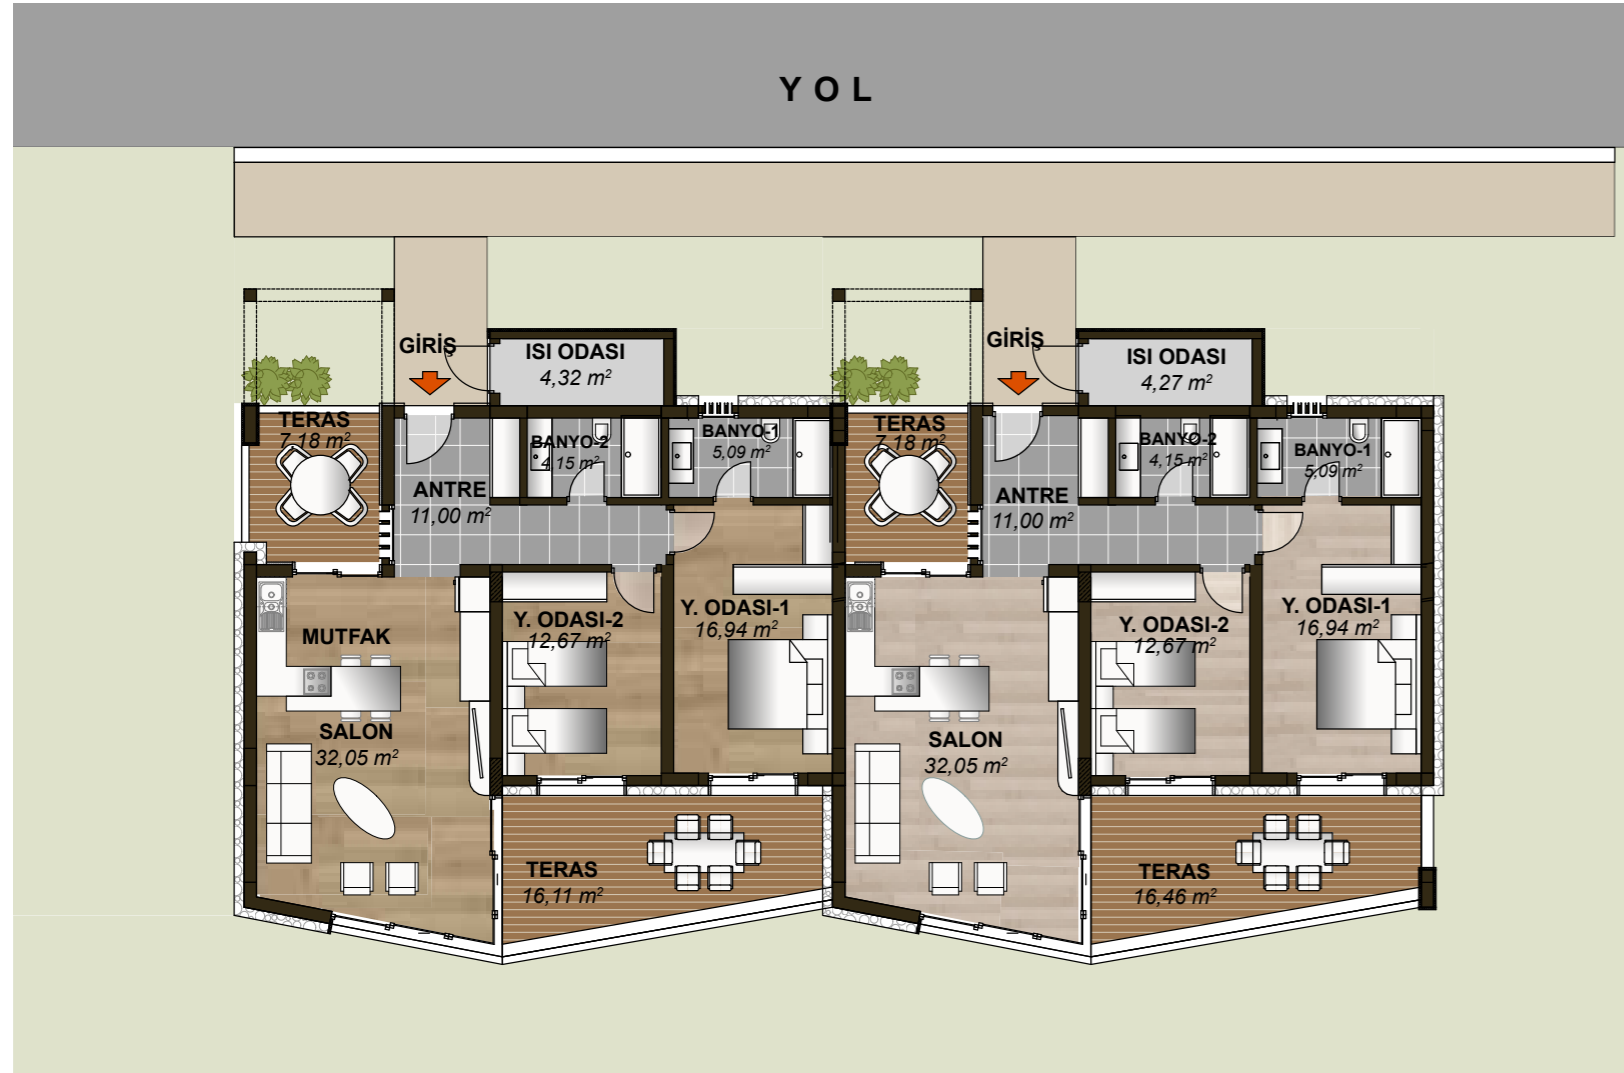 YOL
GİRİŞ
ISI ODASI
4,32 m²
TERAS
7,18 m²
BANYO-2
4,15 m²
BANYO-1
5,09 m²
ANTRE
11,00 m²
MUTFAK
Y. ODASI-2
12,67 m²
Y. ODASI-1
16,94 m²
SALON
32,05 m²
TERAS
16,11 m²
GİRİŞ
ISI ODASI
4,27 m²
TERAS
7,18 m²
BANYO-2
4,15 m²
BANYO-1
5,09 m²
ANTRE
11,00 m²
Y. ODASI-2
12,67 m²
Y. ODASI-1
16,94 m²
SALON
32,05 m²
TERAS
16,46 m²